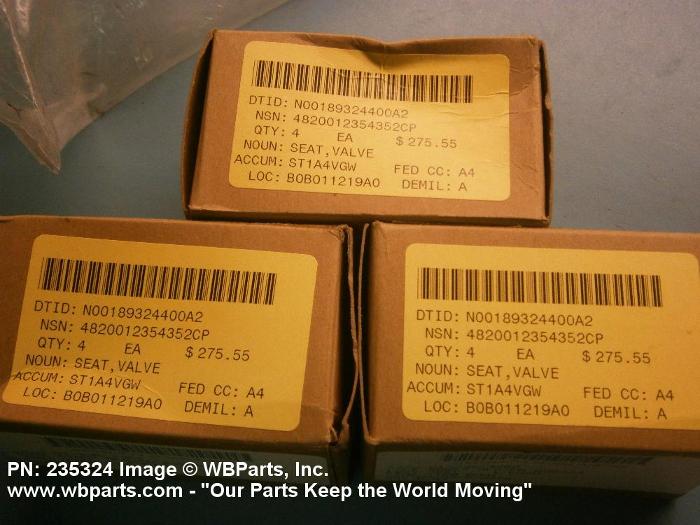 DTID: N00189324400A2
NSN: 4820012354352CP
QTY: 4 EA $ 275.55
NOUN: SEAT,VALVE
ACCUM: ST1A4VGW FED CC: A4
LOC: B0B011219A0 DEMIL: A
DTID: N00189324400A2
NSN: 4820012354352CP
QTY: 4 EA $ 275.55
NOUN: SEAT,VALVE
ACCUM: ST1A4VGW FED CC: A4
LOC: B0B011219A0 DEMIL: A
DTID: N00189324400A2
NSN: 4820012354352CP
QTY: 4 EA $ 275.55
NOUN: SEAT,VALVE
ACCUM: ST1A4VGW FED CC: A4
LOC: B0B011219A0 DEMIL: A
PN: 235324 Image © WBParts, Inc.
www.wbparts.com - "Our Parts Keep the World Moving"